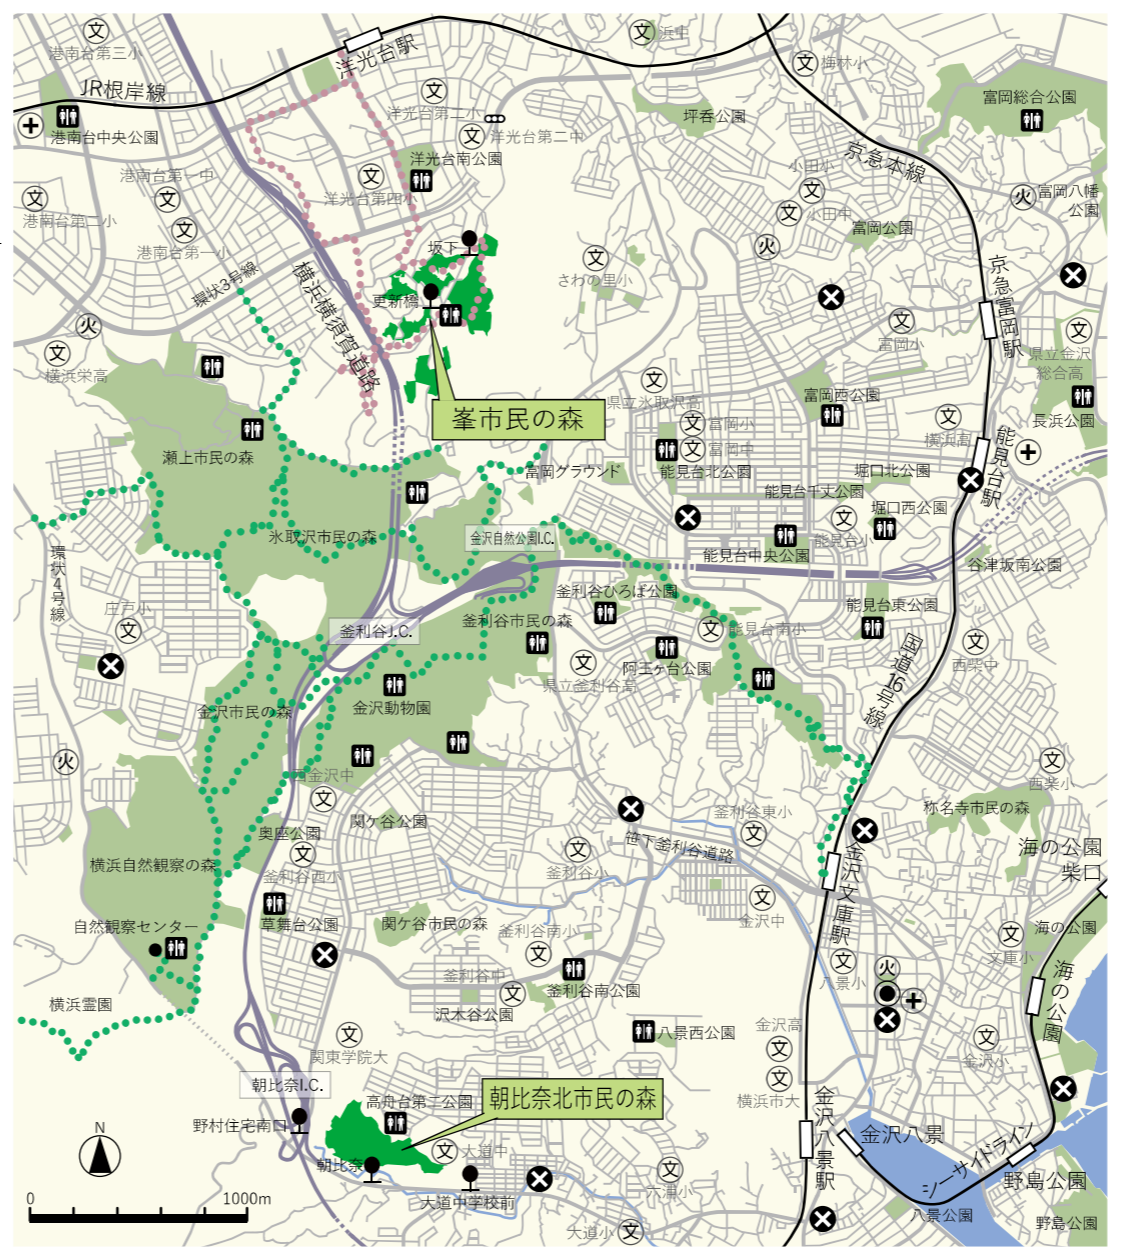 港南台第三小
浜中
梅林小
洋光台駅
JR根岸線
富岡総合公園
港南台中央公園
洋光台第二小
洋光台第二中
坪呑公園
洋光台南公園
京急本線
小田小
港南台第一中
洋光台第四小
富岡八幡
公園
港南台第二小
小田中
富岡公園
港南台第一小
坂下
環状3号線
横浜横須賀道路
さわの里小
京急富岡駅
更新橋
富岡小
横浜栄高
県立金沢
総合高
県立氷取沢高
富岡西公園
峯市民の森
富岡小
横浜高
長浜公園
能見台駅
富岡中
瀬上市民の森
富岡グラウンド
能見台北公園
堀口北公園
能見台千丈公園
堀口西公園
氷取沢市民の森
金沢自然公園I.C.
能見台小
環状4号線
能見台中央公園
谷津坂南公園
釜利谷ひろば公園
庄戸小
釜利谷J.C.
釜利谷市民の森
能見台東公園
能見台南小
国道16号線
西柴中
阿王ヶ台公園
県立釜利谷高
金沢市民の森
金沢動物園
西金沢中
西柴小
称名寺市民の森
釜利谷東小
関ケ谷公園
奥座公園
笹下釜利谷道路
海の公園
柴口
横浜自然観察の森
釜利谷西小
釜利谷小
金沢文庫駅
自然観察センター
草舞台公園
関ケ谷市民の森
釜利谷南小
金沢中
海の公園
文庫小
釜利谷中
八景小
海の公園
横浜霊園
釜利谷南公園
沢木谷公園
関東学院大
八景西公園
金沢高
金沢小
朝比奈I.C.
高舟台第二公園
朝比奈北市民の森
横浜市大
金沢八景駅
野村住宅南口
大道中
金沢八景
シーサイドライン
N
朝比奈
六浦小
野島公園
0
1000m
大道中学校前
八景公園
野島公園
大道小